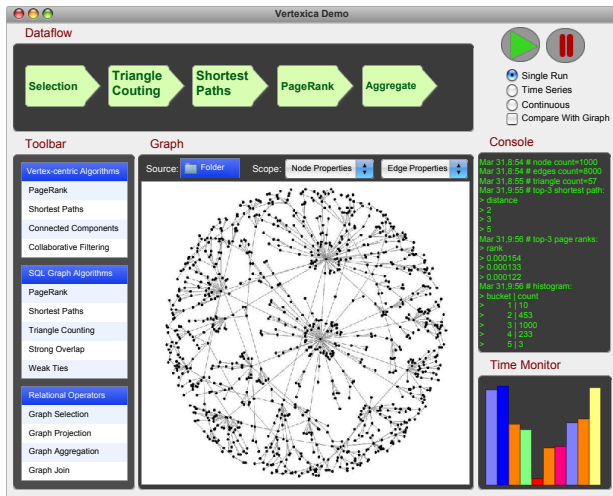 Vertexica Demo
Dataflow
Selection
Triangle
Couting
Shortest
Paths
PageRank
Aggregate
Single Run
Time Series
Continuous
Compare With Giraph
Toolbar
Vertex-centric Algorithms
PageRank
Shortest Paths
Connected Components
Collaborative Filtering
SQL Graph Algorithms
PageRank
Shortest Paths
Triangle Counting
Strong Overlap
Weak Ties
Relational Operators
Graph Selection
Graph Projection
Graph Aggregation
Graph Join
Graph
Source: Folder Scope: Node Properties Edge Properties
Console
Mar 31,8:54 # node count=1000
Mar 31,8:54 # edges count=8000
Mar 31,8:55 # triangle count=57
Mar 31,9:55 # top-3 shortest path:
> distance
> 2
> 3
> 5
Mar 31,9:56 # top-3 page ranks:
> rank
> 0.000154
> 0.000133
> 0.000122
Mar 31,9:56 # histogram:
> bucket | count
> 1 | 10
> 2 | 453
> 3 | 1000
> 4 | 233
> 5 | 3
Time Monitor